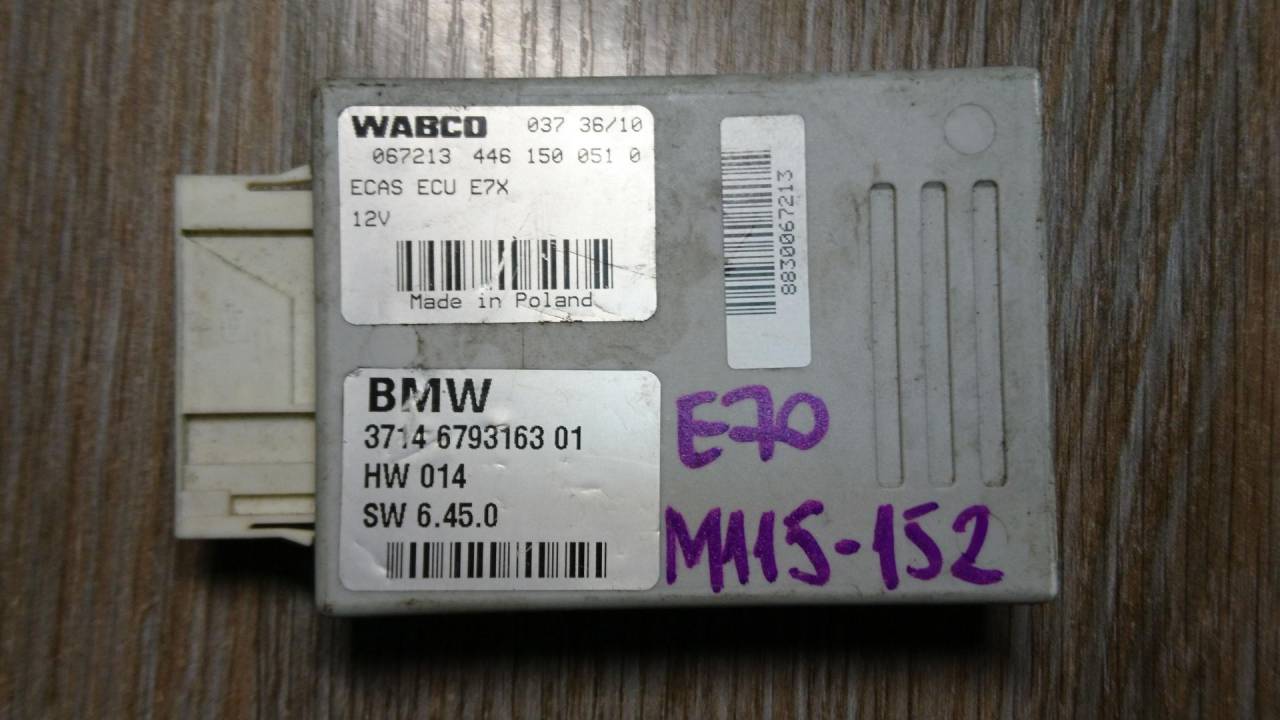 WABCO 037 36/10
067213 446 150 051 0
ECAS ECU E7X
12V
Made in Poland
8830067213
BMW
3714 6793163 01
HW 014
SW 6.45.0
E70
M115-152